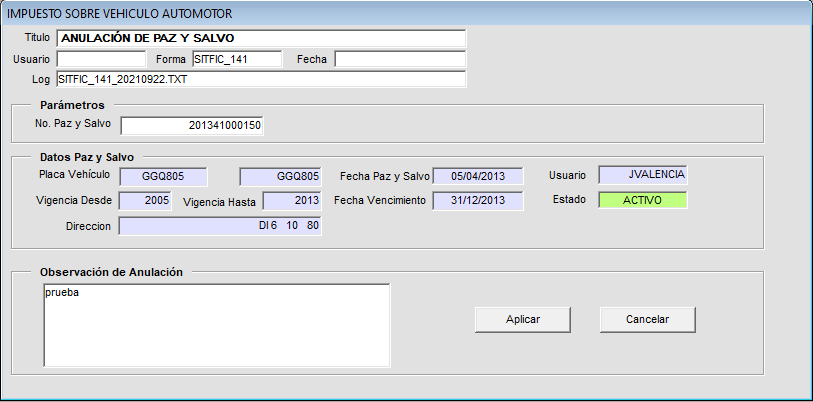 IMPUESTO SOBRE VEHICULO AUTOMOTOR
Titulo ANULACIÓN DE PAZ Y SALVO
Usuario Forma SITFIC_141 Fecha
Log SITFIC_141_20210922.TXT
Parámetros
No. Paz y Salvo 201341000150
Datos Paz y Salvo
Placa Vehículo GGQ805 GGQ805 Fecha Paz y Salvo 05/04/2013 Usuario JVALENCIA
Vigencia Desde 2005 Vigencia Hasta 2013 Fecha Vencimiento 31/12/2013 Estado ACTIVO
Direccion DI 6 10 80
Observación de Anulación
prueba
Aplicar Cancelar